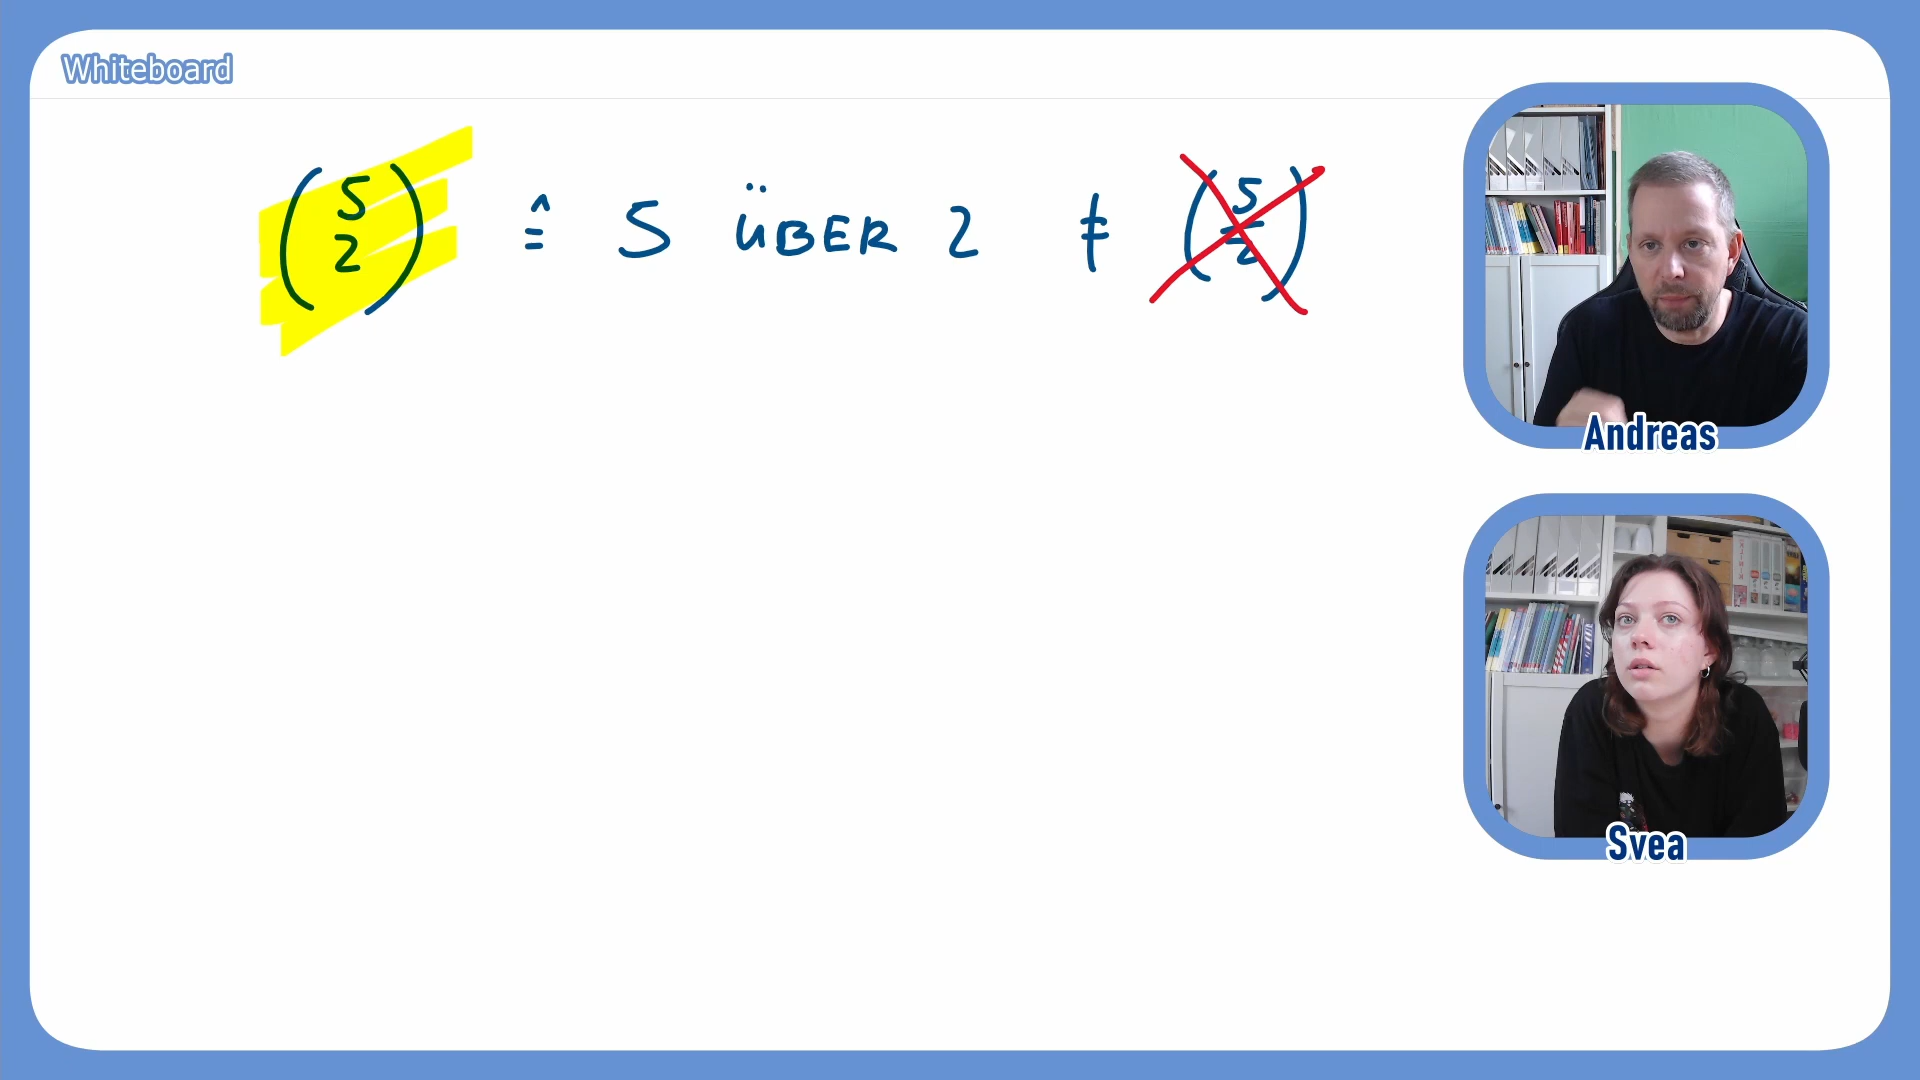 Whiteboard
(5 2) ≙ 5 ÜBER 2 ≠ (5/2)
Andreas
Svea